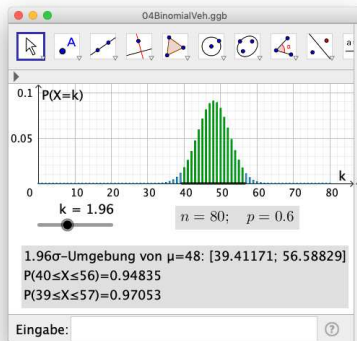 04BinomialVeh.ggb
A
α
a
0.1
P(X=k)
0.05
k
0 10 20 30 40 50 60 70 80
k = 1.96
n = 80; p = 0.6
1.96σ–Umgebung von μ=48: [39.41171; 56.58829]
P(40≤X≤56)=0.94835
P(39≤X≤57)=0.97053
Eingabe:
?